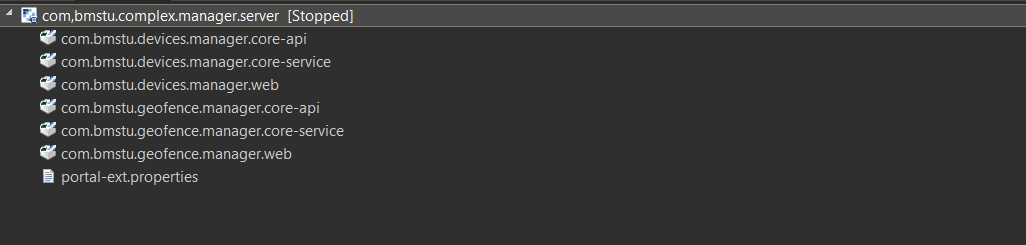 com,bmstu.complex.manager.server [Stopped]
com.bmstu.devices.manager.core-api
com.bmstu.devices.manager.core-service
com.bmstu.devices.manager.web
com.bmstu.geofence.manager.core-api
com.bmstu.geofence.manager.core-service
com.bmstu.geofence.manager.web
portal-ext.properties